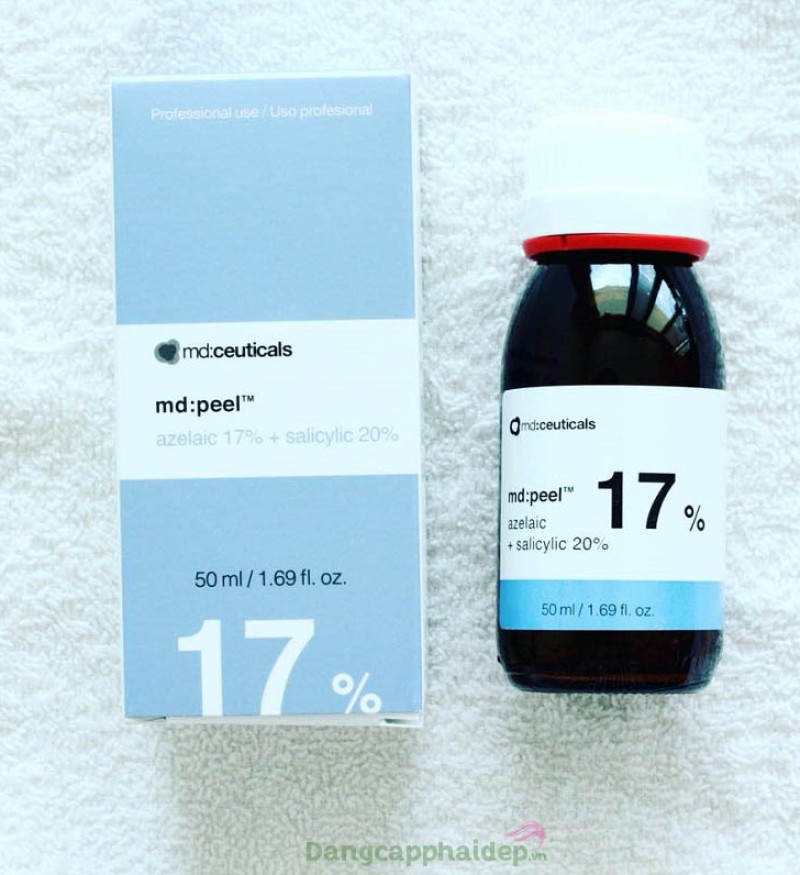 Professional use / Uso profesional
md:ceuticals
md:peel™
azelaic 17% + salicylic 20%
50 ml / 1.69 fl. oz.
17 %
md:ceuticals
md:peel™ 17 %
azelaic
+ salicylic 20%
50 ml / 1.69 fl. oz.
Dangcapphaidep.vn